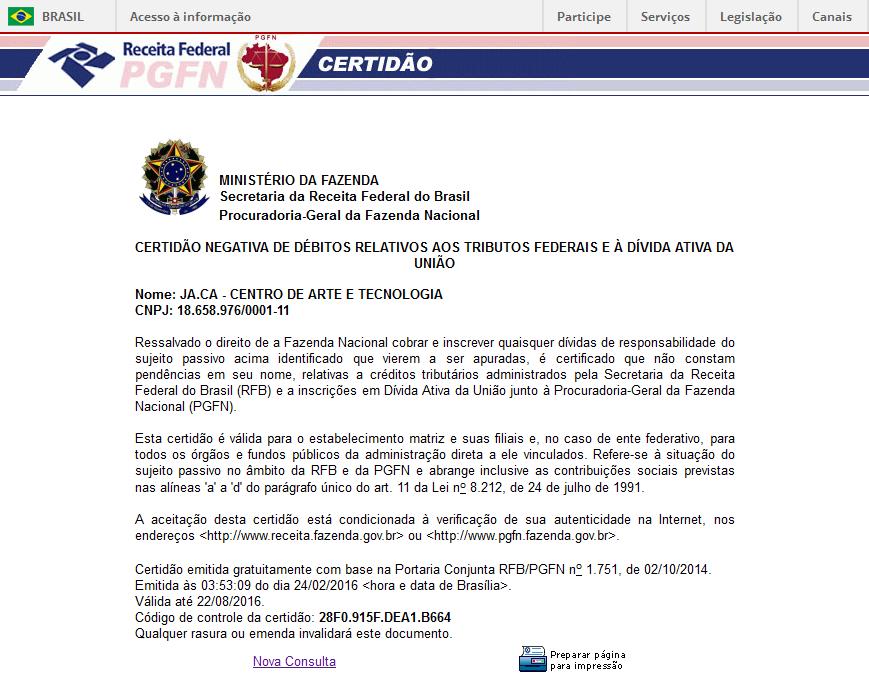 BRASIL
Acesso à informação
Participe
Serviços
Legislação
Canais
Receita Federal
PGFN
PGFN
CERTIDÃO
MINISTÉRIO DA FAZENDA
Secretaria da Receita Federal do Brasil
Procuradoria-Geral da Fazenda Nacional
CERTIDÃO NEGATIVA DE DÉBITOS RELATIVOS AOS TRIBUTOS FEDERAIS E À DÍVIDA ATIVA DA
UNIÃO
Nome: JA.CA - CENTRO DE ARTE E TECNOLOGIA
CNPJ: 18.658.976/0001-11
Ressalvado o direito de a Fazenda Nacional cobrar e inscrever quaisquer dívidas de responsabilidade do
sujeito passivo acima identificado que vierem a ser apuradas, é certificado que não constam
pendências em seu nome, relativas a créditos tributários administrados pela Secretaria da Receita
Federal do Brasil (RFB) e a inscrições em Dívida Ativa da União junto à Procuradoria-Geral da Fazenda
Nacional (PGFN).
Esta certidão é válida para o estabelecimento matriz e suas filiais e, no caso de ente federativo, para
todos os órgãos e fundos públicos da administração direta a ele vinculados. Refere-se à situação do
sujeito passivo no âmbito da RFB e da PGFN e abrange inclusive as contribuições sociais previstas
nas alíneas 'a' a 'd' do parágrafo único do art. 11 da Lei nº 8.212, de 24 de julho de 1991.
A aceitação desta certidão está condicionada à verificação de sua autenticidade na Internet, nos
endereços <http://www.receita.fazenda.gov.br> ou <http://www.pgfn.fazenda.gov.br>.
Certidão emitida gratuitamente com base na Portaria Conjunta RFB/PGFN nº 1.751, de 02/10/2014.
Emitida às 03:53:09 do dia 24/02/2016 <hora e data de Brasília>.
Válida até 22/08/2016.
Código de controle da certidão: 28F0.915F.DEA1.B664
Qualquer rasura ou emenda invalidará este documento.
Nova Consulta
Preparar página
para impressão